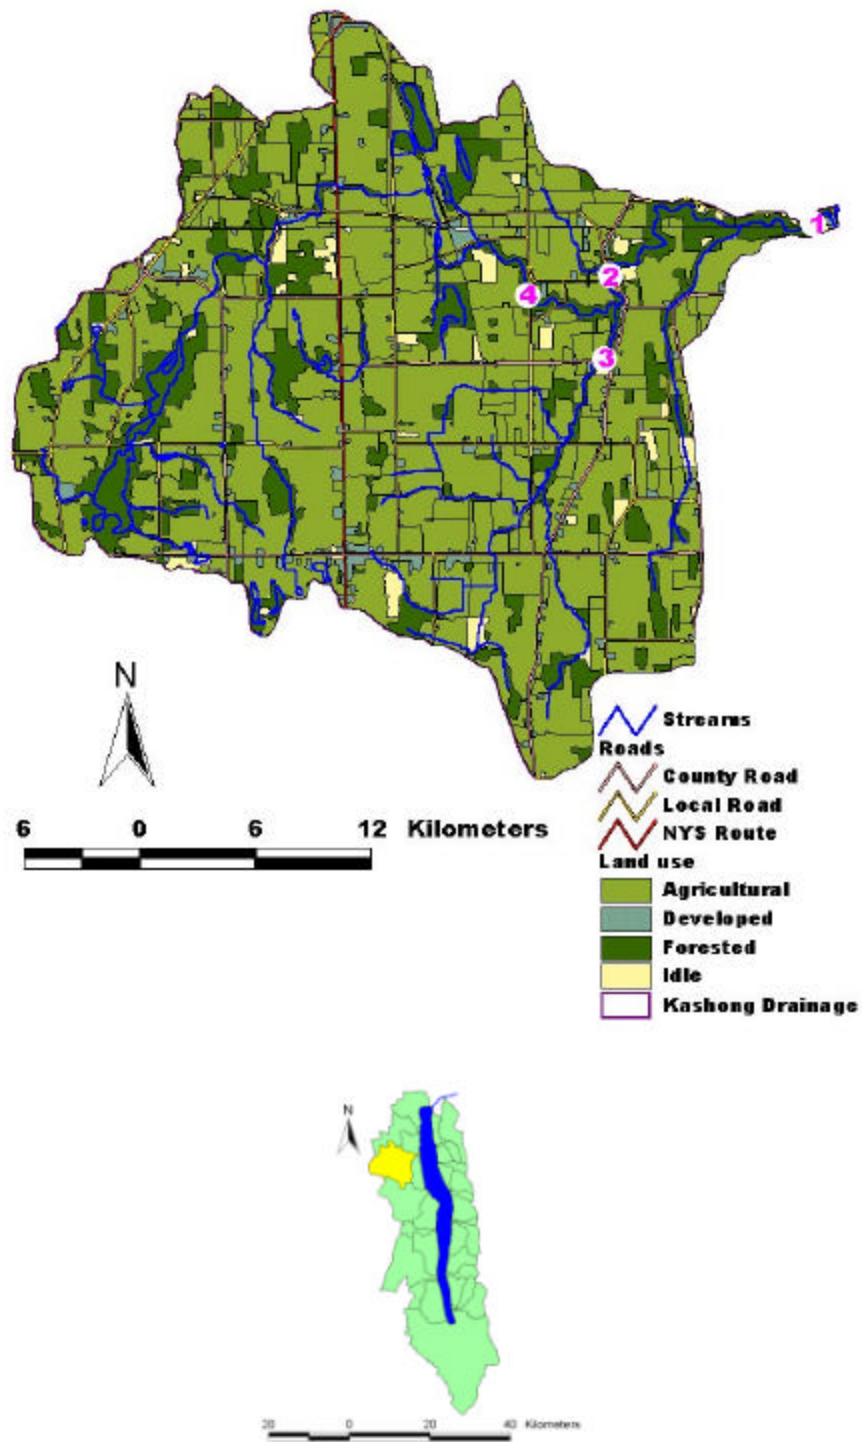 1
2
4
3
N
Streams
Roads
County Road
Local Road
NYS Route
6 0 6 12 Kilometers
Land use
Agricultural
Developed
Forested
Idle
Kashong Drainage
N
20 0 20 40 Kilometers